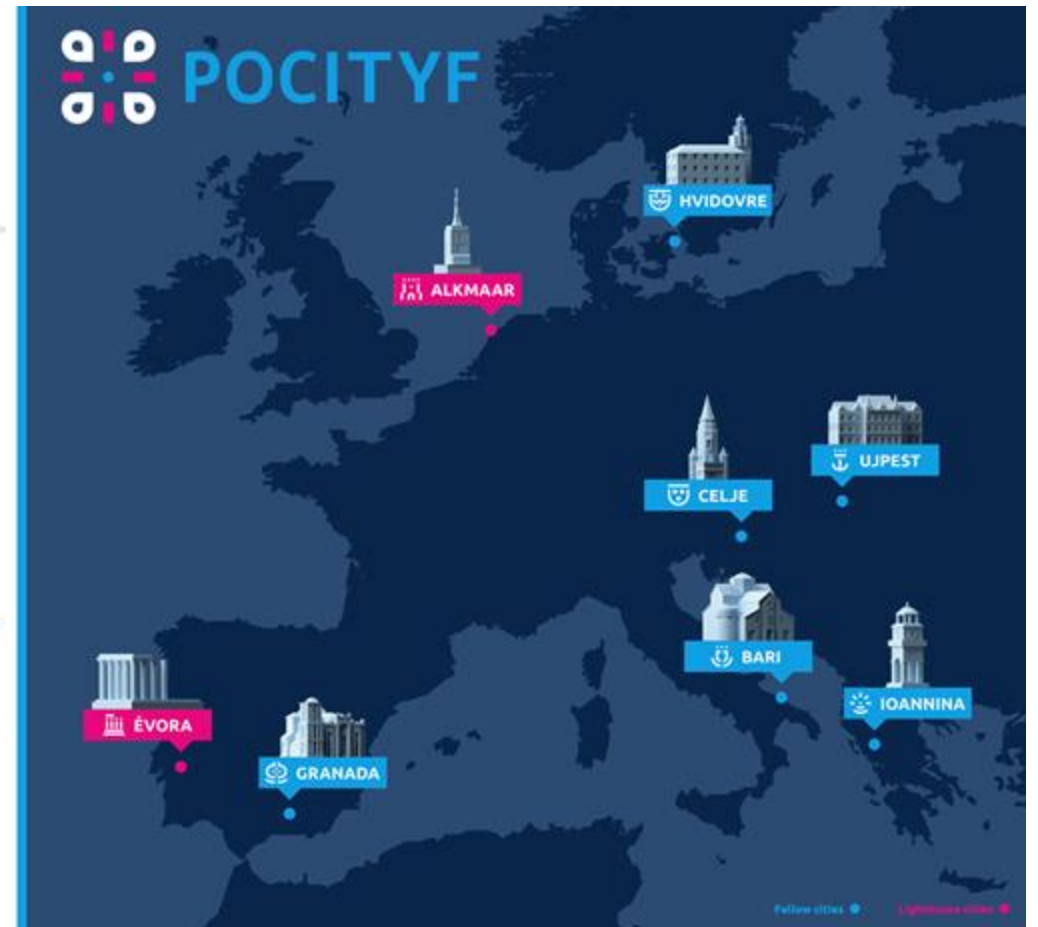 POCITYF
HVIDOVRE
ALKMAAR
UJPEST
CELJE
BARI
IOANNINA
ÉVORA
GRANADA
Fellow cities
Lighthouse cities